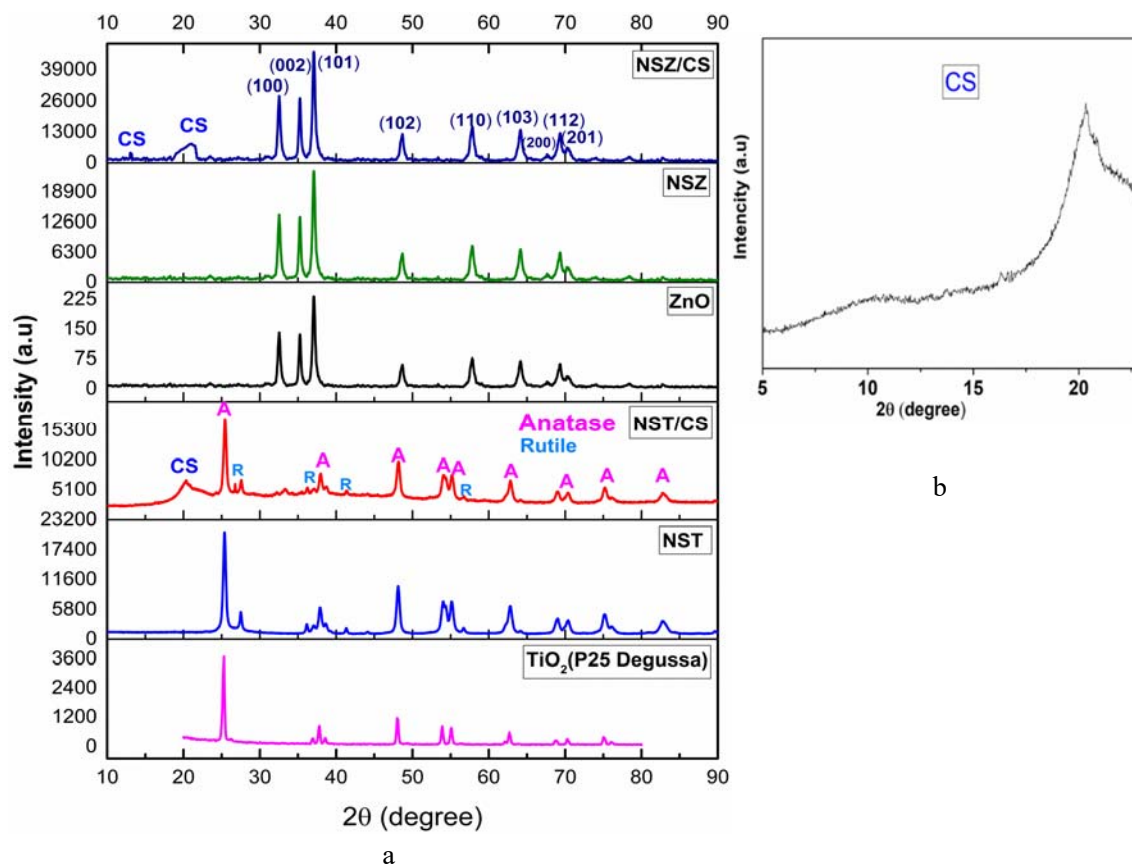 10 20 30 40 50 60 70 80 90
NSZ/CS
39000
26000
13000
0
CS
CS
(100)
(002)
(101)
(102)
(110)
(103)
(200)
(112)
(201)
NSZ
18900
12600
6300
0
ZnO
225
150
75
0
NST/CS
Anatase
Rutile
15300
10200
5100
23200
CS
A
R
R
A
R
A
A
A
R
A
A
A
A
NST
17400
11600
5800
0
TiO2(P25 Degussa)
3600
2400
1200
0
Intensity (a.u)
10 20 30 40 50 60 70 80 90
2θ (degree)
a
CS
Intencity (a.u)
5 10 15 20
2θ (degree)
b